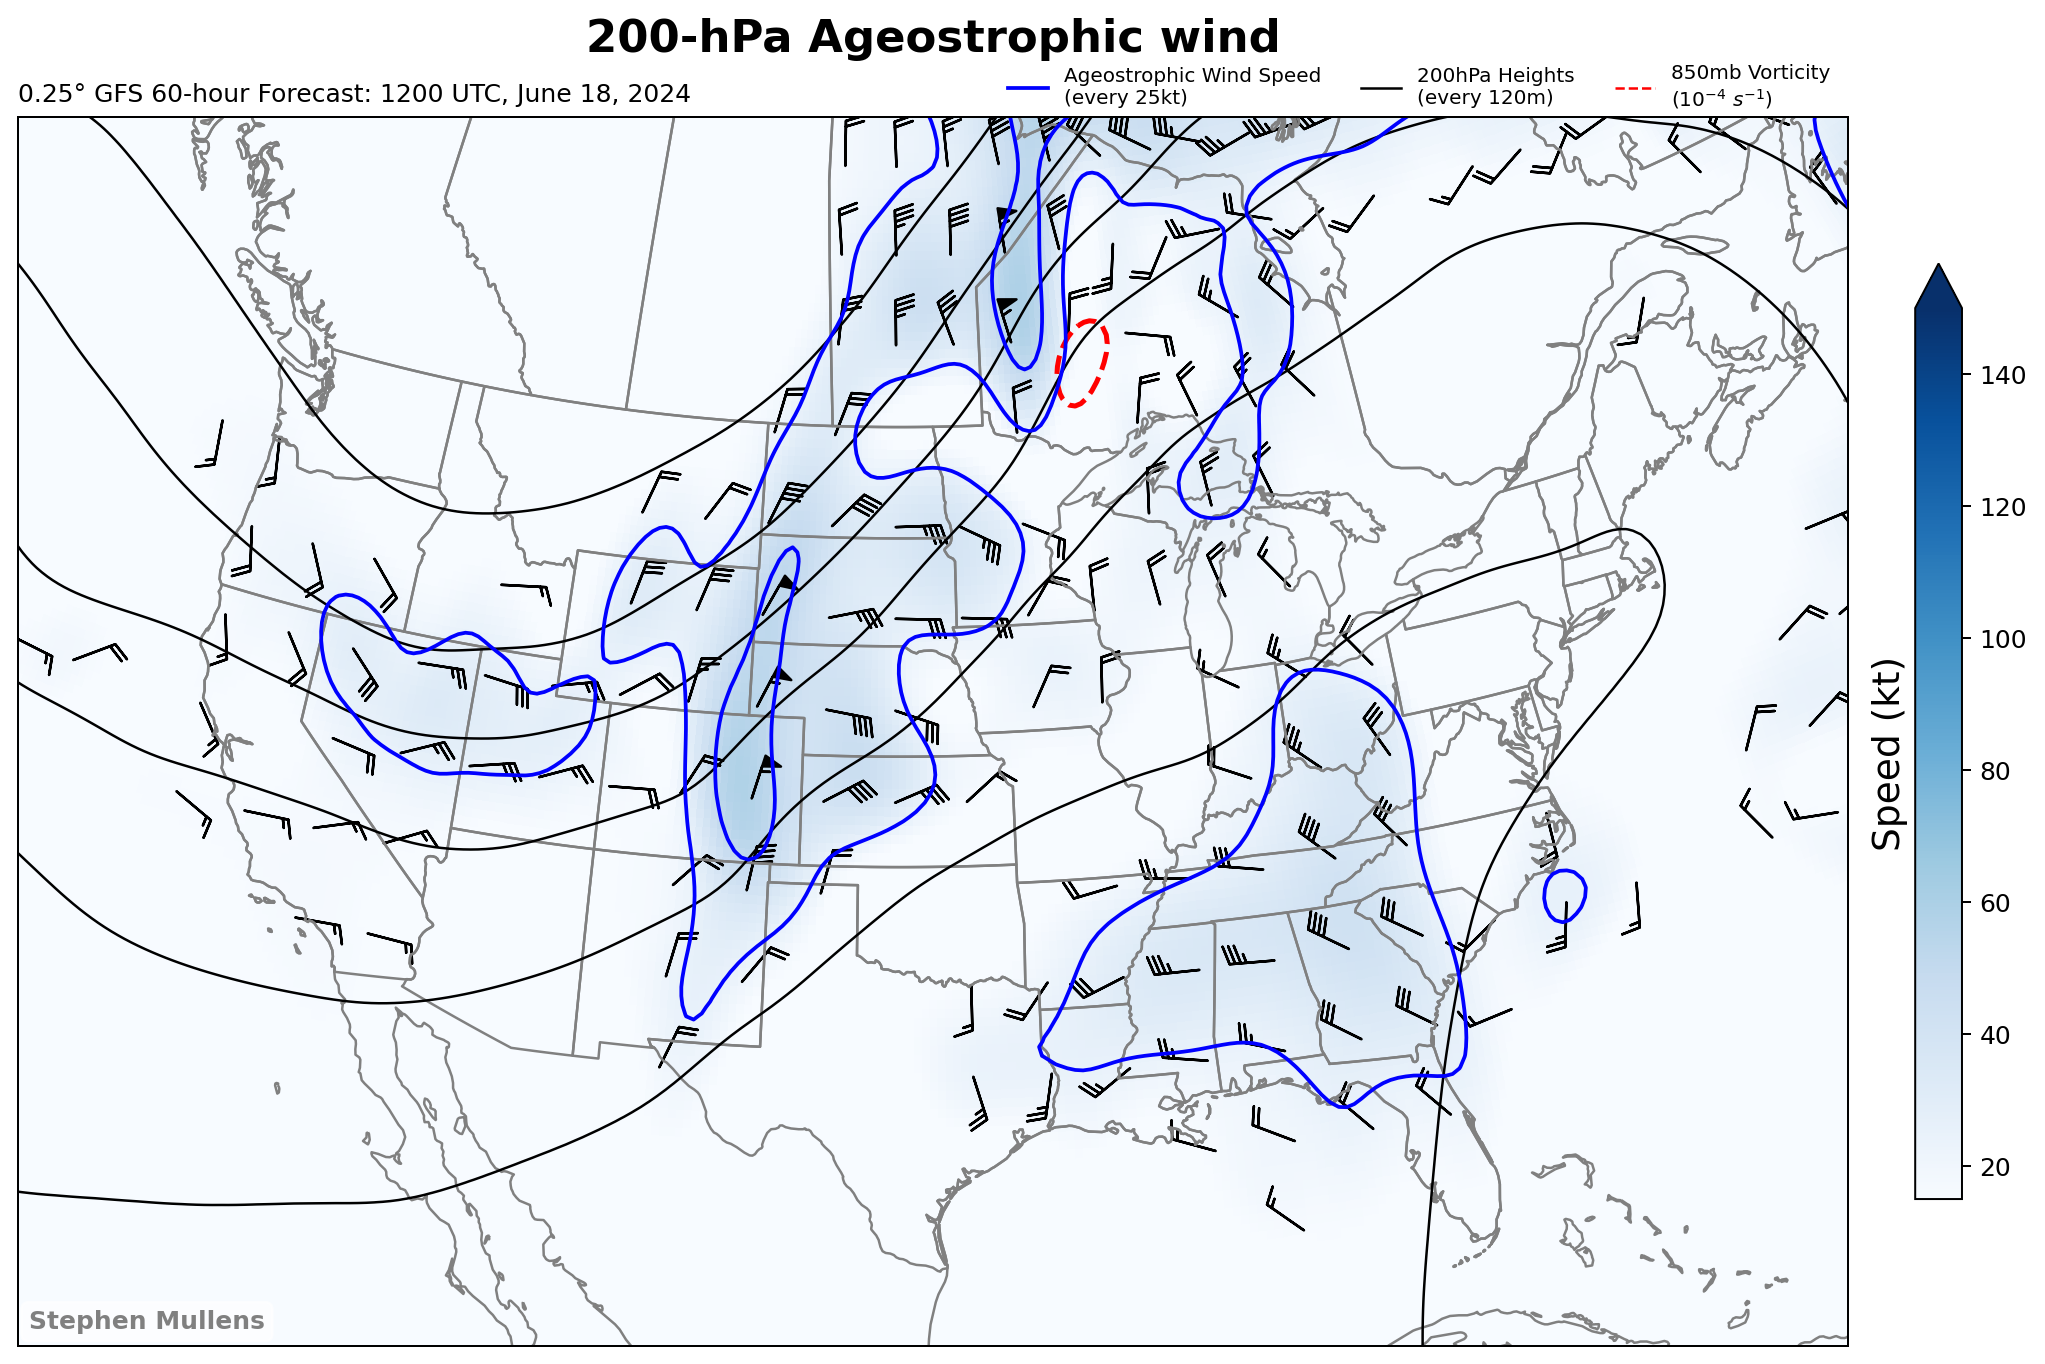 200-hPa Ageostrophic wind
0.25° GFS 60-hour Forecast: 1200 UTC, June 18, 2024
Ageostrophic Wind Speed
(every 25kt)
200hPa Heights
(every 120m)
850mb Vorticity
(10⁻⁴ s⁻¹)
140
120
100
80
60
40
20
Speed (kt)
Stephen Mullens